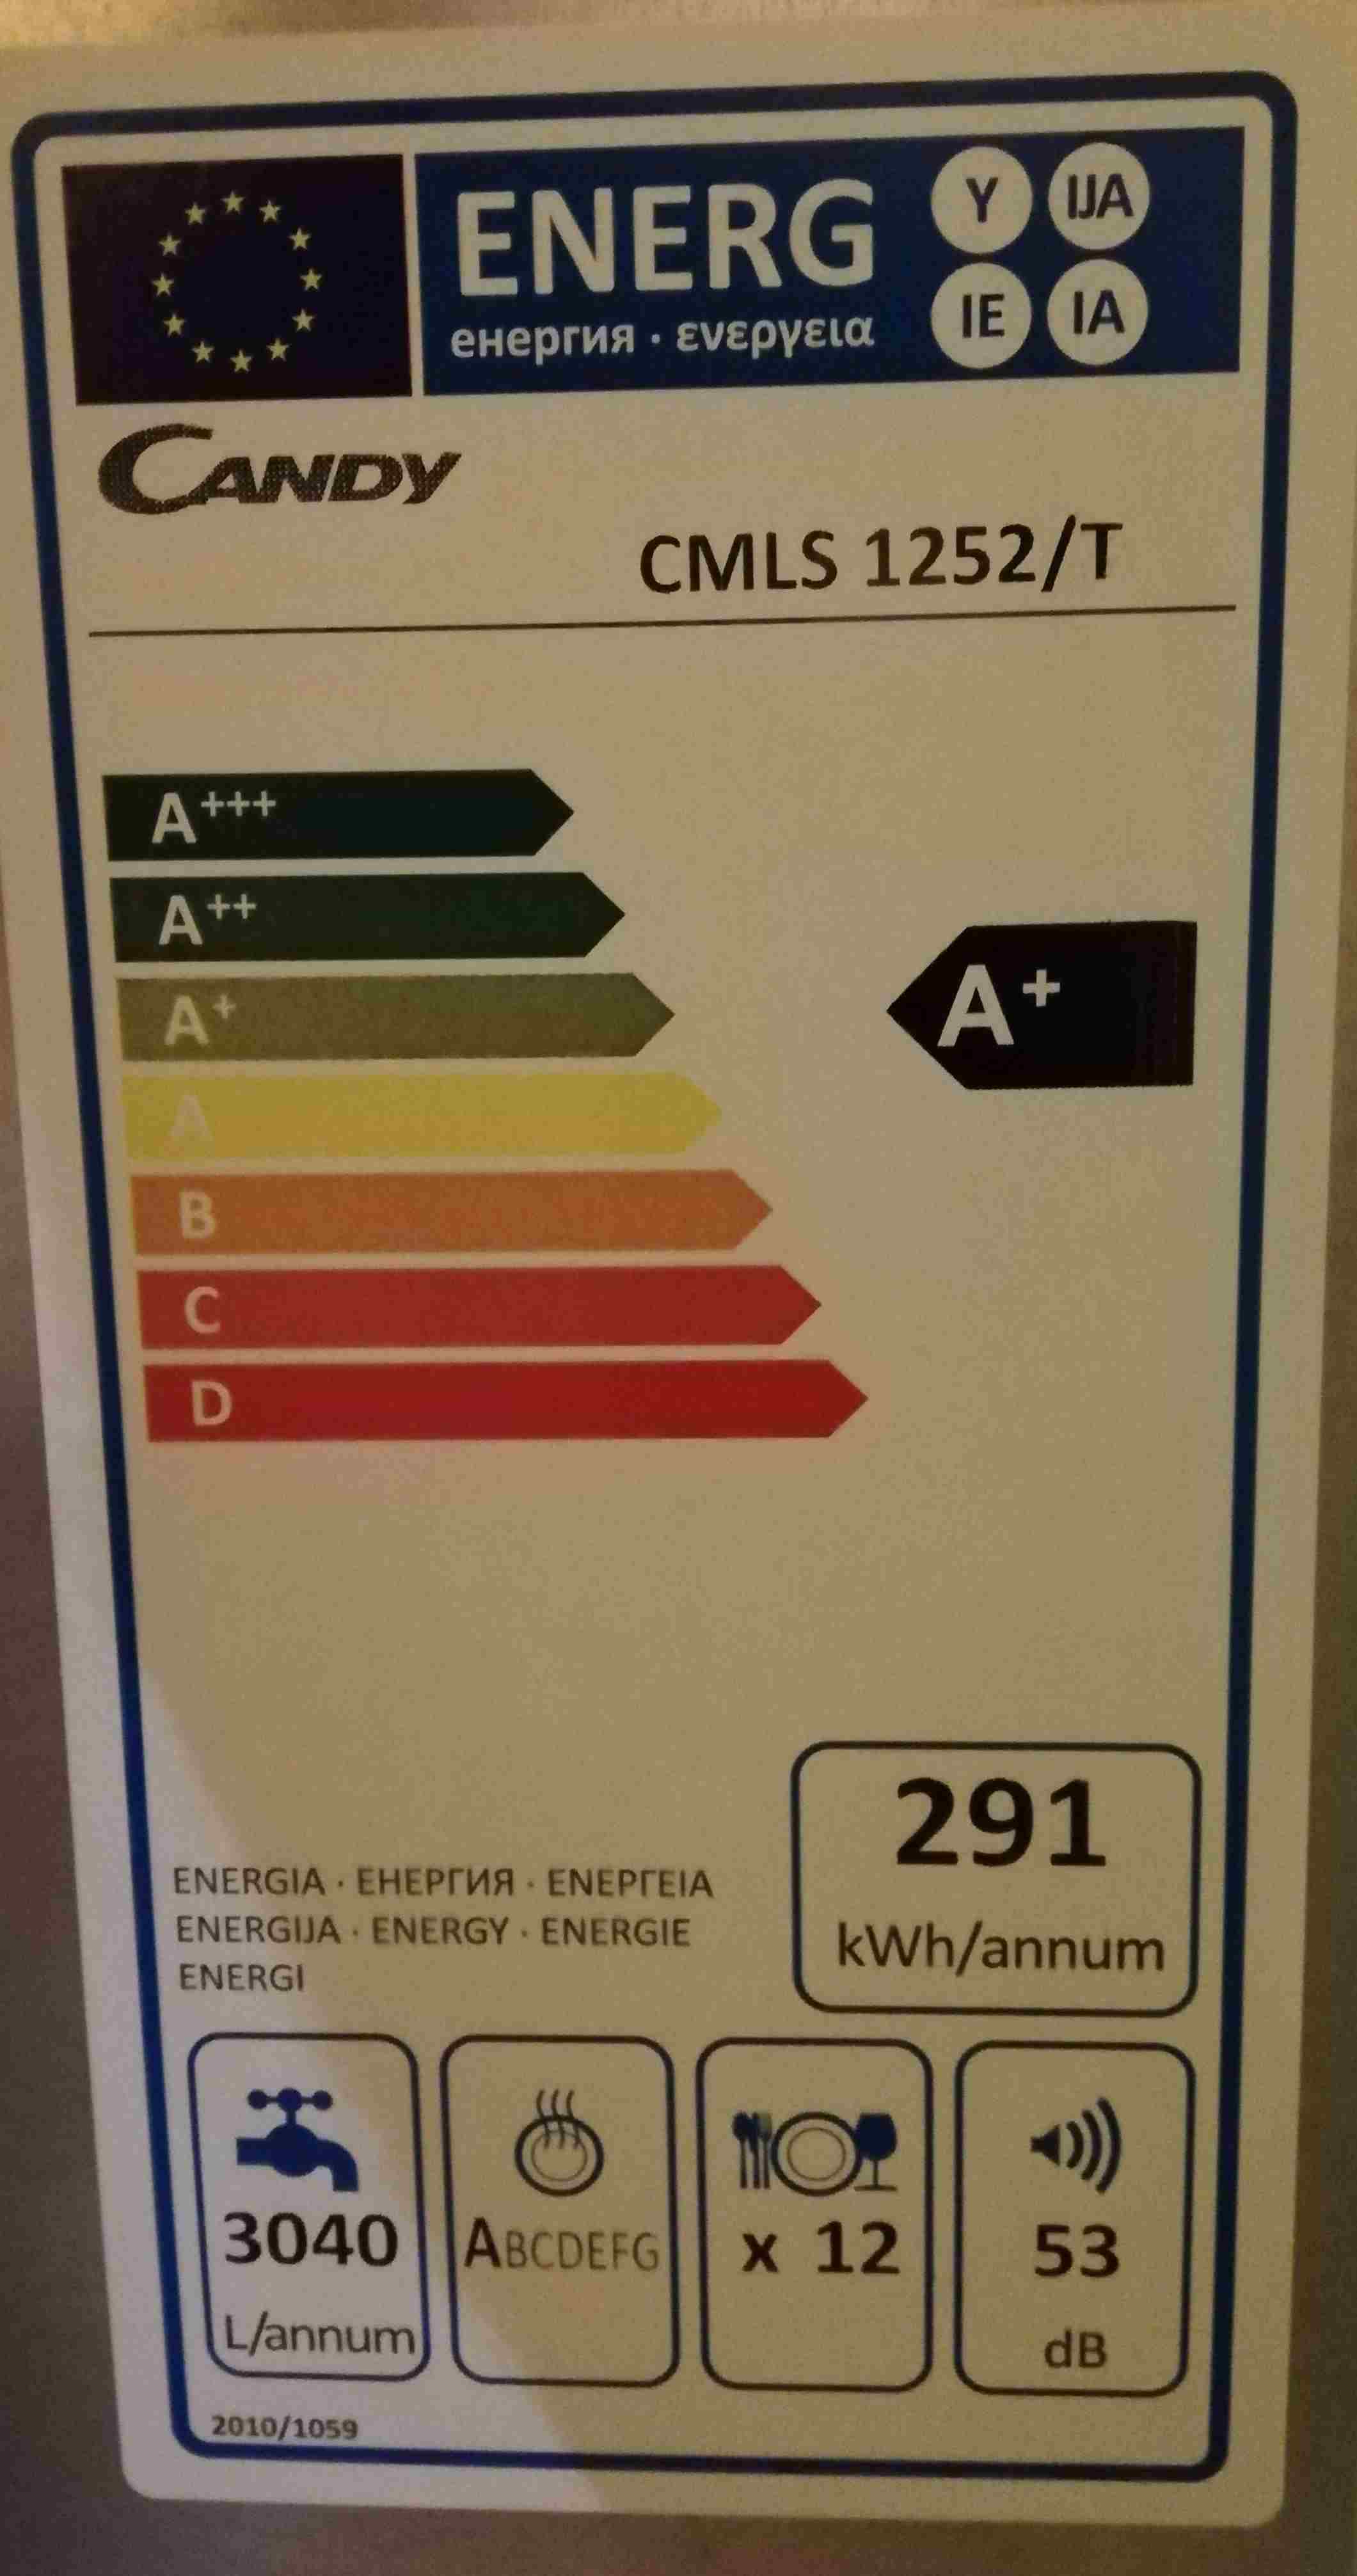 ENERG
енергия · ενεργεια
Y IJA
IE IA
CANDY
CMLS 1252/T
A+++
A++
A+
A+
A
B
C
D
291
kWh/annum
ENERGIA · ЕНЕРГИЯ · ΕΝΕΡΓΕΙΑ
ENERGIJA · ENERGY · ENERGIE
ENERGI
3040
L/annum
ABCDEFG
x 12
53
dB
2010/1059